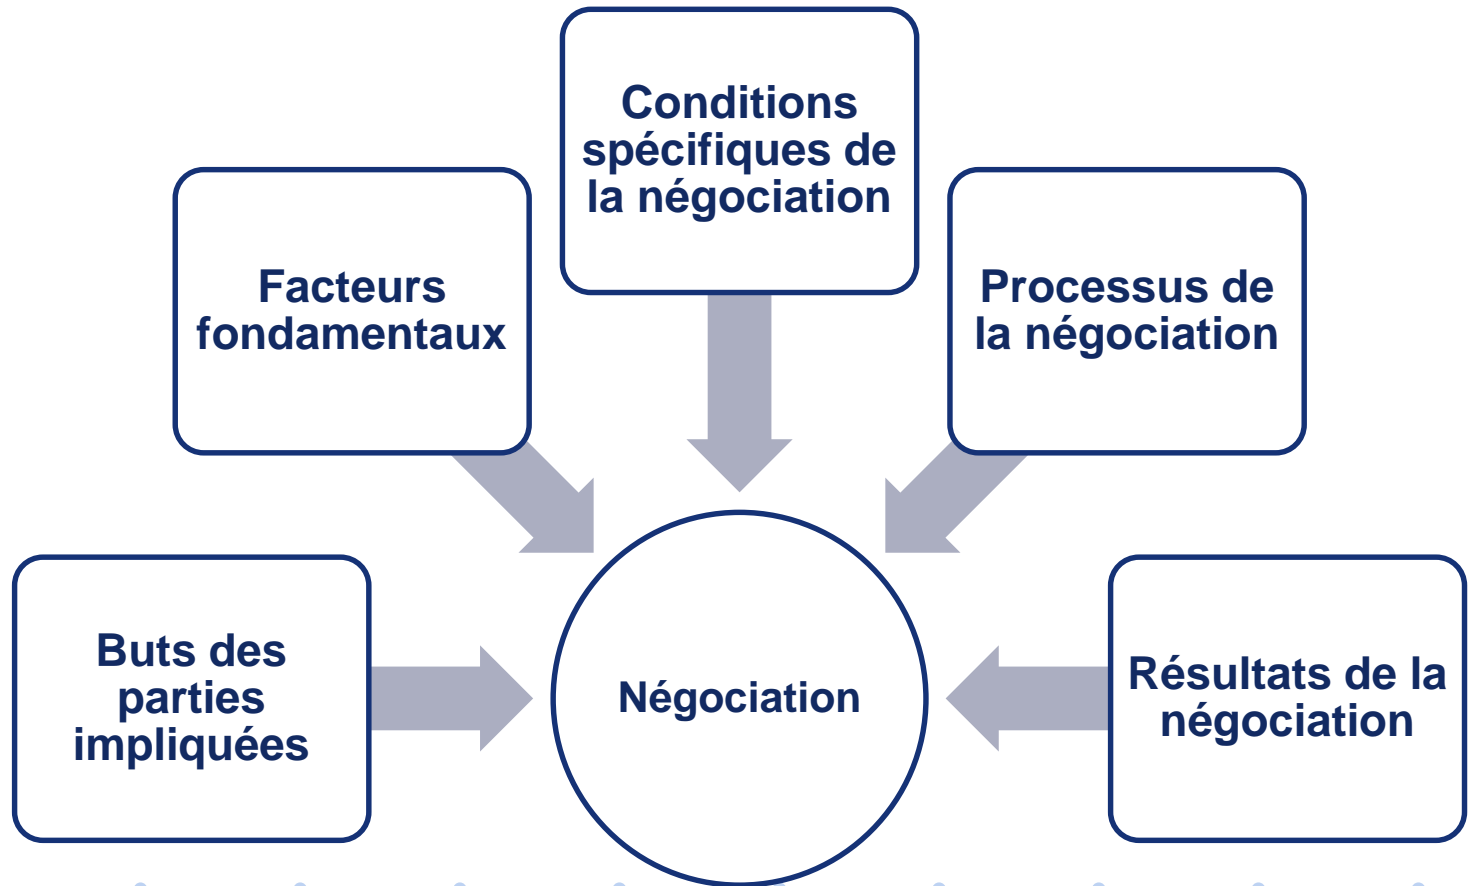 Conditions
spécifiques de
la négociation
Facteurs
fondamentaux
Processus de
la négociation
Buts des
parties
impliquées
Négociation
Résultats de la
négociation